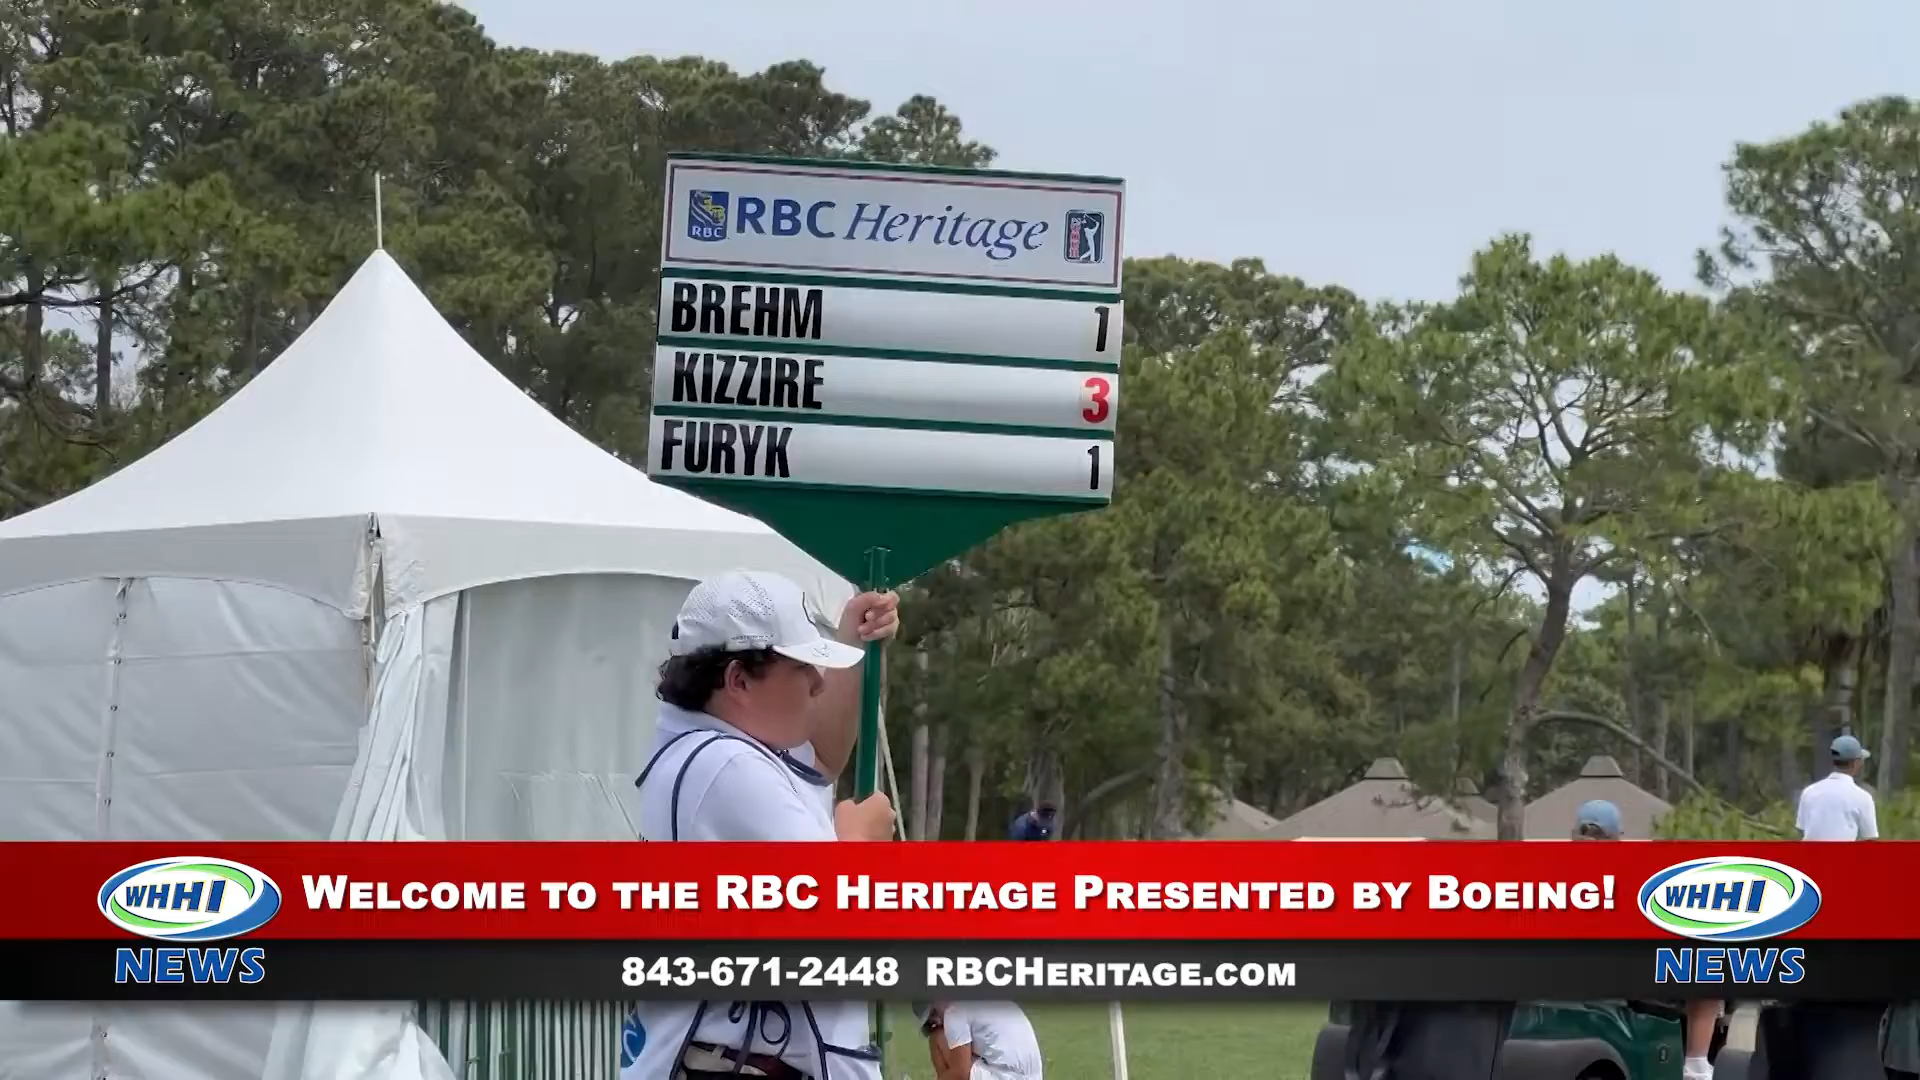 RBC
RBC Heritage
BREHM 1
KIZZIRE 3
FURYK 1
WHHI NEWS
WELCOME TO THE RBC HERITAGE PRESENTED BY BOEING!
WHHI NEWS
843-671-2448 RBCHERITAGE.COM